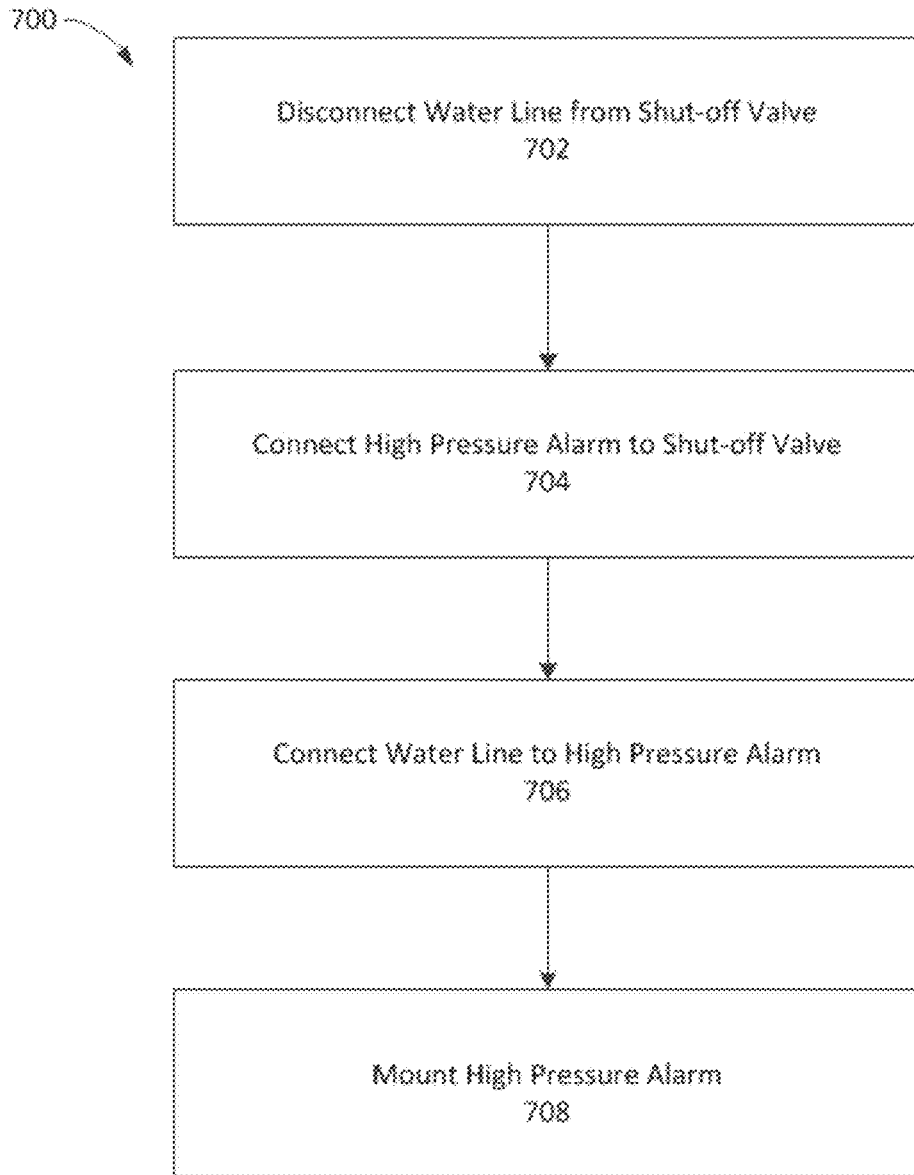 700
Disconnect Water Line from Shut-off Valve
702
Connect High Pressure Alarm to Shut-off Valve
704
Connect Water Line to High Pressure Alarm
706
Mount High Pressure Alarm
708